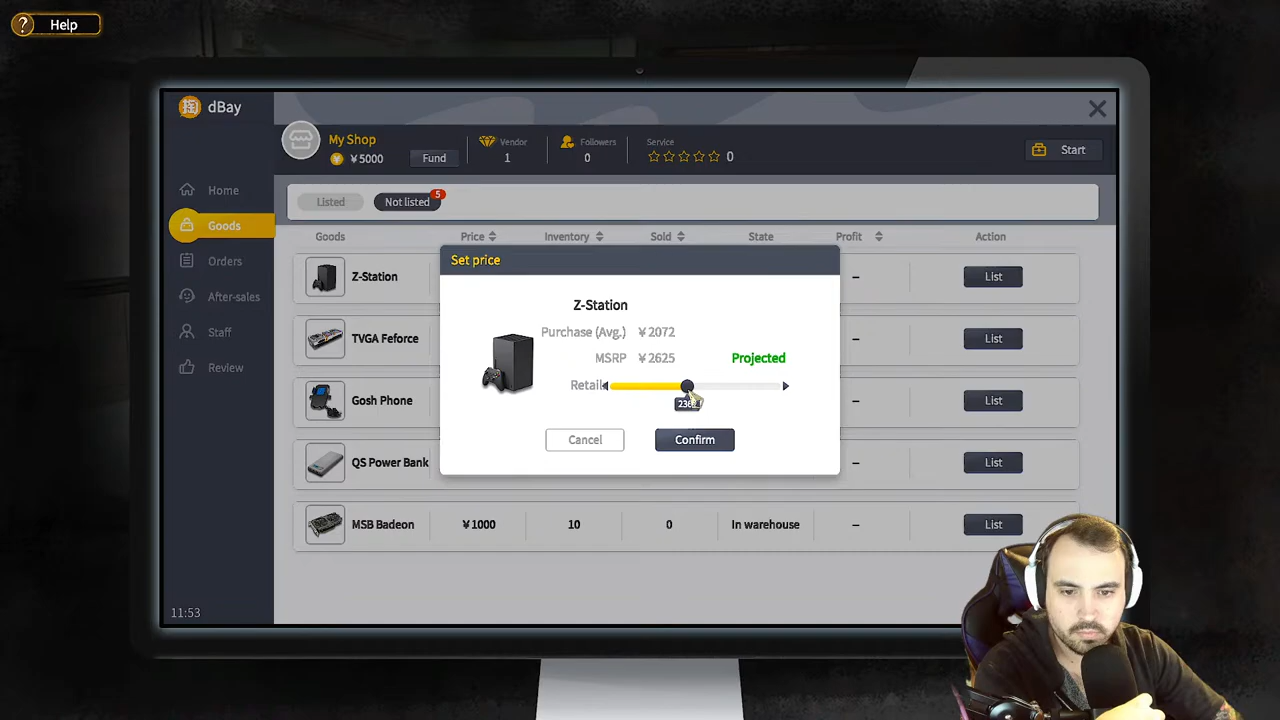 ? Help
掏 dBay
My Shop
¥ 5000
Fund
Vendor
1
Followers
0
Service
0
Start
Home
Goods
Orders
After-sales
Staff
Review
11:53
Listed
Not listed
5
Goods
Price
Inventory
Sold
State
Profit
Action
Z-Station
–
List
TVGA Feforce
–
List
Gosh Phone
–
List
QS Power Bank
–
List
MSB Badeon
¥ 1000
10
0
In warehouse
–
List
Set price
Z-Station
Purchase (Avg.) ¥ 2072
MSRP ¥ 2625
Projected
Retail
Cancel
Confirm